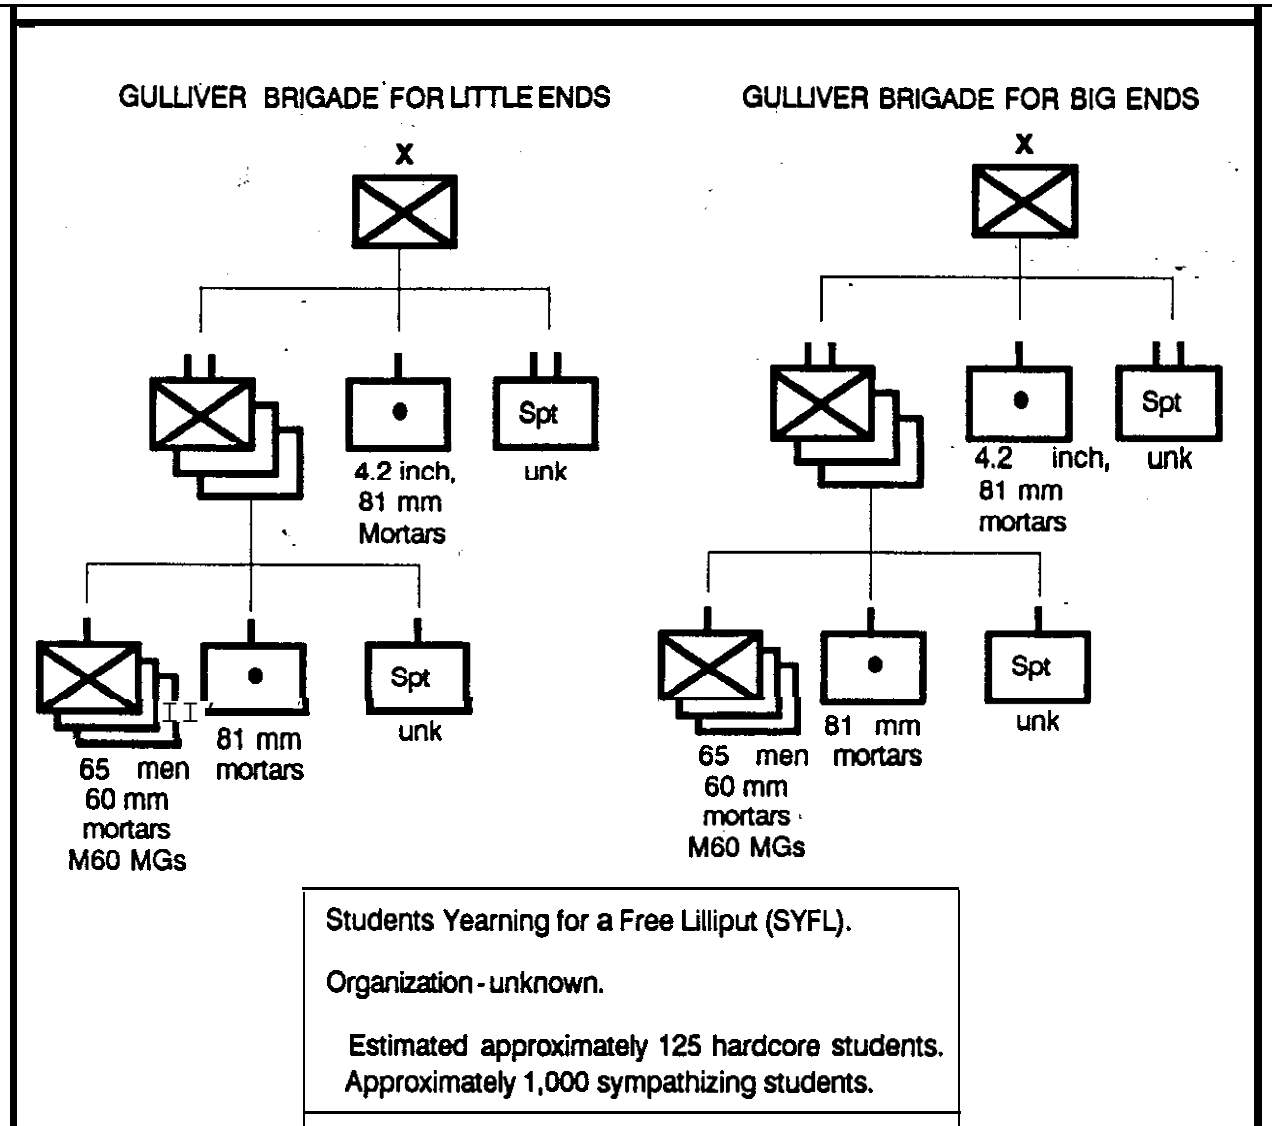 GULLIVER BRIGADE FOR LITTLE ENDS
X
Spt
4.2 inch,
81 mm
Mortars
unk
Spt
65 men
60 mm
mortars
M60 MGs
81 mm
mortars
unk
GULLIVER BRIGADE FOR BIG ENDS
X
Spt
4.2 inch,
81 mm
mortars
unk
Spt
65 men
60 mm
mortars
M60 MGs
81 mm
mortars
unk
Students Yearning for a Free Lilliput (SYFL).
Organization - unknown.
Estimated approximately 125 hardcore students.
Approximately 1,000 sympathizing students.